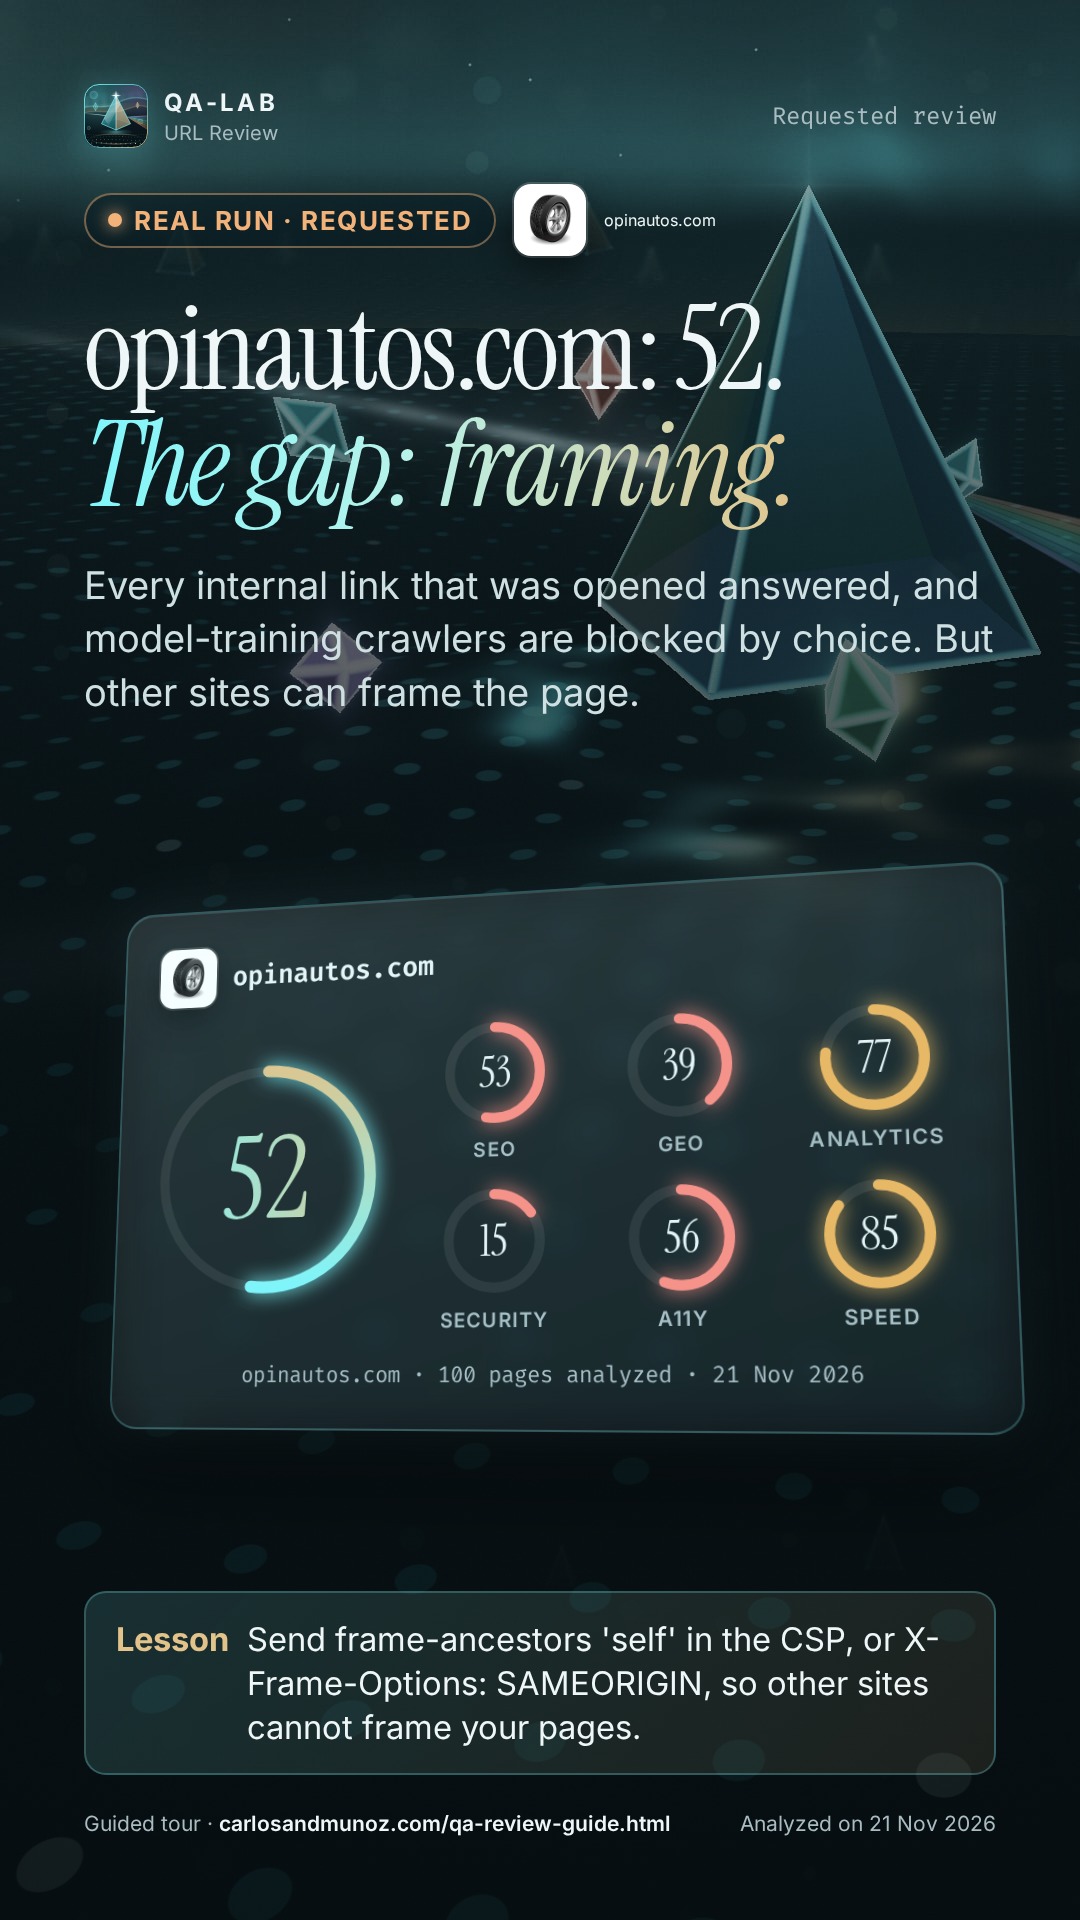 QA-LAB
URL Review
Requested review
REAL RUN · REQUESTED
opinautos.com
opinautos.com: 52.
The gap: framing.
Every internal link that was opened answered, and
model-training crawlers are blocked by choice. But
other sites can frame the page.
opinautos.com
52
53
SEO
39
GEO
77
ANALYTICS
15
SECURITY
56
A11Y
85
SPEED
opinautos.com · 100 pages analyzed · 21 Nov 2026
Lesson Send frame-ancestors 'self' in the CSP, or X-
Frame-Options: SAMEORIGIN, so other sites
cannot frame your pages.
Guided tour · carlosandmunoz.com/qa-review-guide.html
Analyzed on 21 Nov 2026